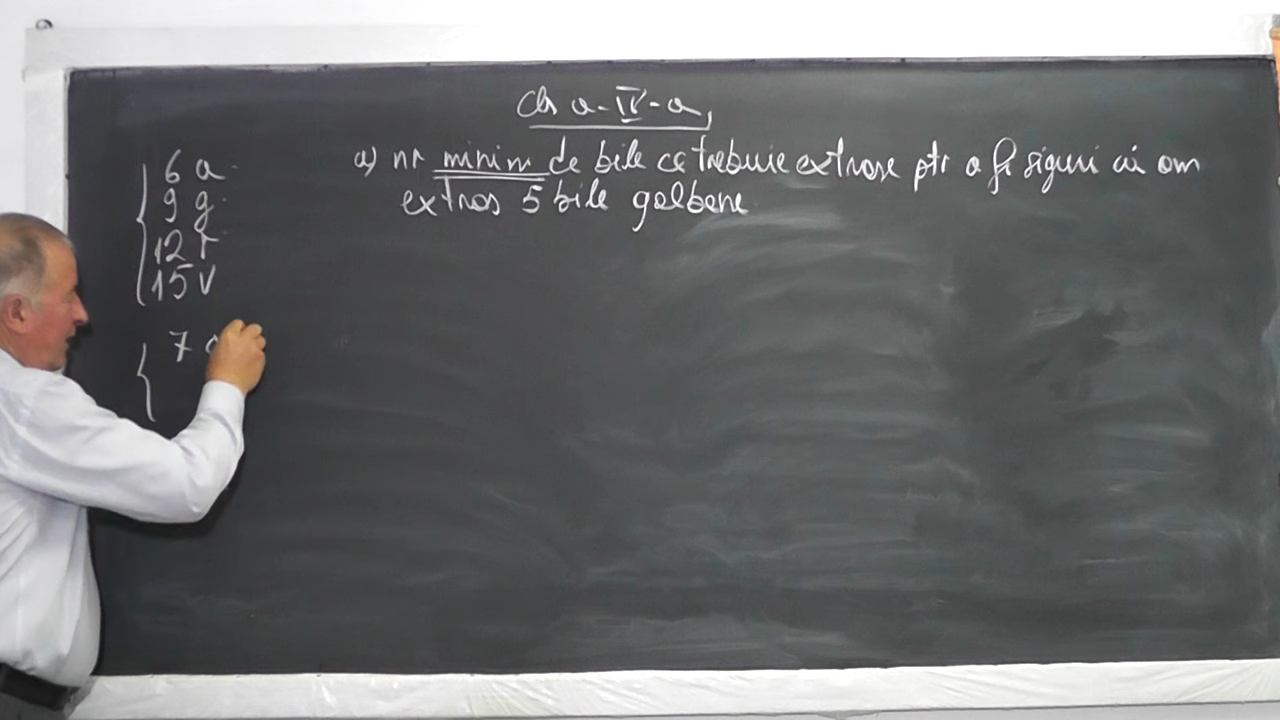 Cls a-IV-a,
6 a
9 g
12 r
15 v
7
a) nr minim de bile ce trebuie extrase ptr a fi siguri că am
extras 5 bile galbene